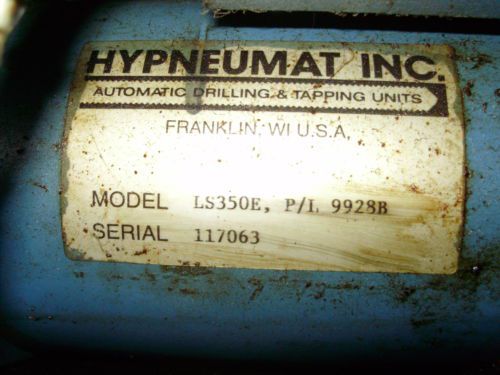 HYPNEUMAT INC.
AUTOMATIC DRILLING & TAPPING UNITS
FRANKLIN, WI U.S.A,
MODEL LS350E, P/L 9928B
SERIAL 117063